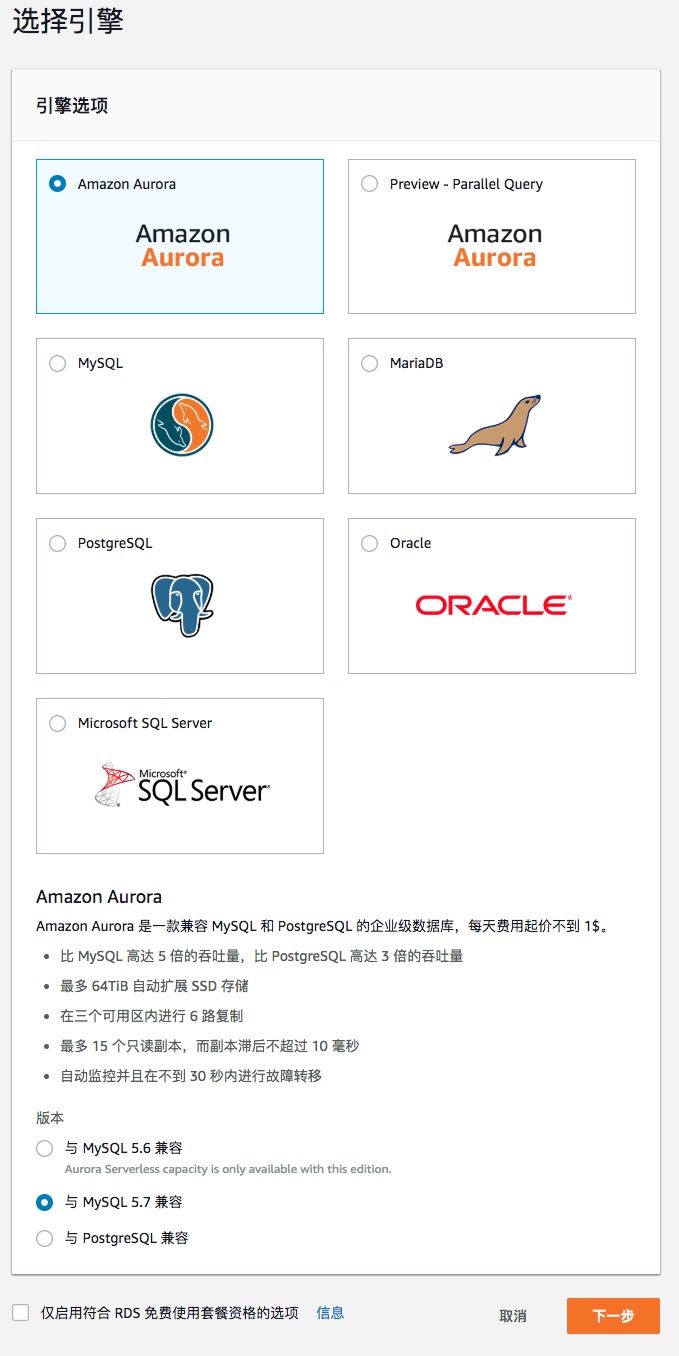 选择引擎
引擎选项
Amazon Aurora
Preview - Parallel Query
Amazon
Aurora
Amazon
Aurora
MySQL
MariaDB
PostgreSQL
Oracle
ORACLE®
Microsoft SQL Server
Microsoft®
SQL Server®
Amazon Aurora
Amazon Aurora 是一款兼容 MySQL 和 PostgreSQL 的企业级数据库，每天费用起价不到 1$。
• 比 MySQL 高达 5 倍的吞吐量，比 PostgreSQL 高达 3 倍的吞吐量
• 最多 64TiB 自动扩展 SSD 存储
• 在三个可用区内进行 6 路复制
• 最多 15 个只读副本，而副本滞后不超过 10 毫秒
• 自动监控并且在不到 30 秒内进行故障转移
版本
与 MySQL 5.6 兼容
Aurora Serverless capacity is only available with this edition.
与 MySQL 5.7 兼容
与 PostgreSQL 兼容
仅启用符合 RDS 免费使用套餐资格的选项 信息
取消
下一步